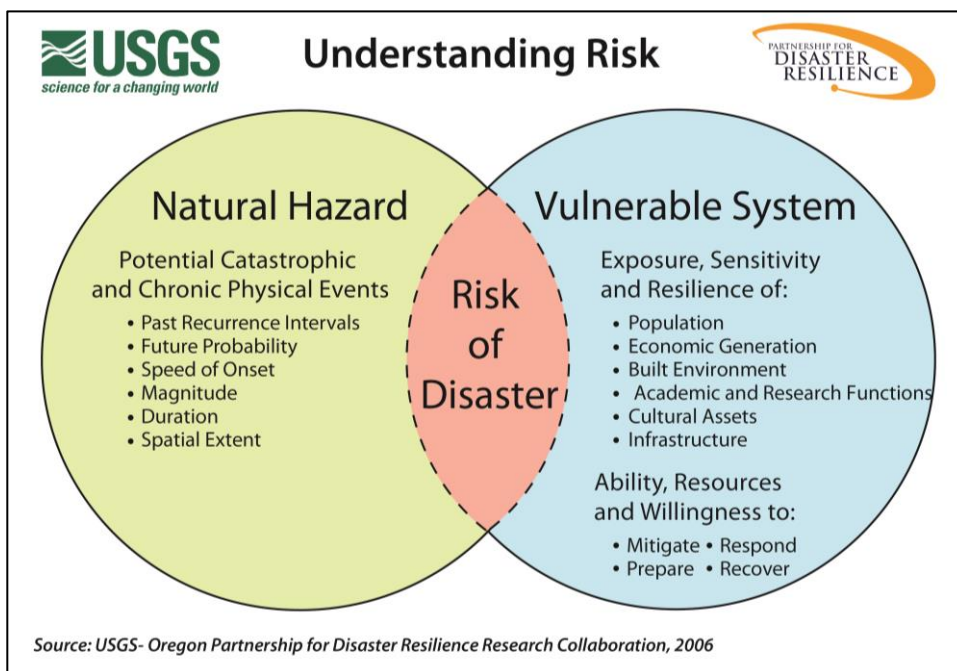 USGS
science for a changing world
Understanding Risk
PARTNERSHIP FOR
DISASTER
RESILIENCE
Natural Hazard
Potential Catastrophic
and Chronic Physical Events
• Past Recurrence Intervals
• Future Probability
• Speed of Onset
• Magnitude
• Duration
• Spatial Extent
Risk
of
Disaster
Vulnerable System
Exposure, Sensitivity
and Resilience of:
• Population
• Economic Generation
• Built Environment
• Academic and Research Functions
• Cultural Assets
• Infrastructure
Ability, Resources
and Willingness to:
• Mitigate • Respond
• Prepare • Recover
Source: USGS- Oregon Partnership for Disaster Resilience Research Collaboration, 2006